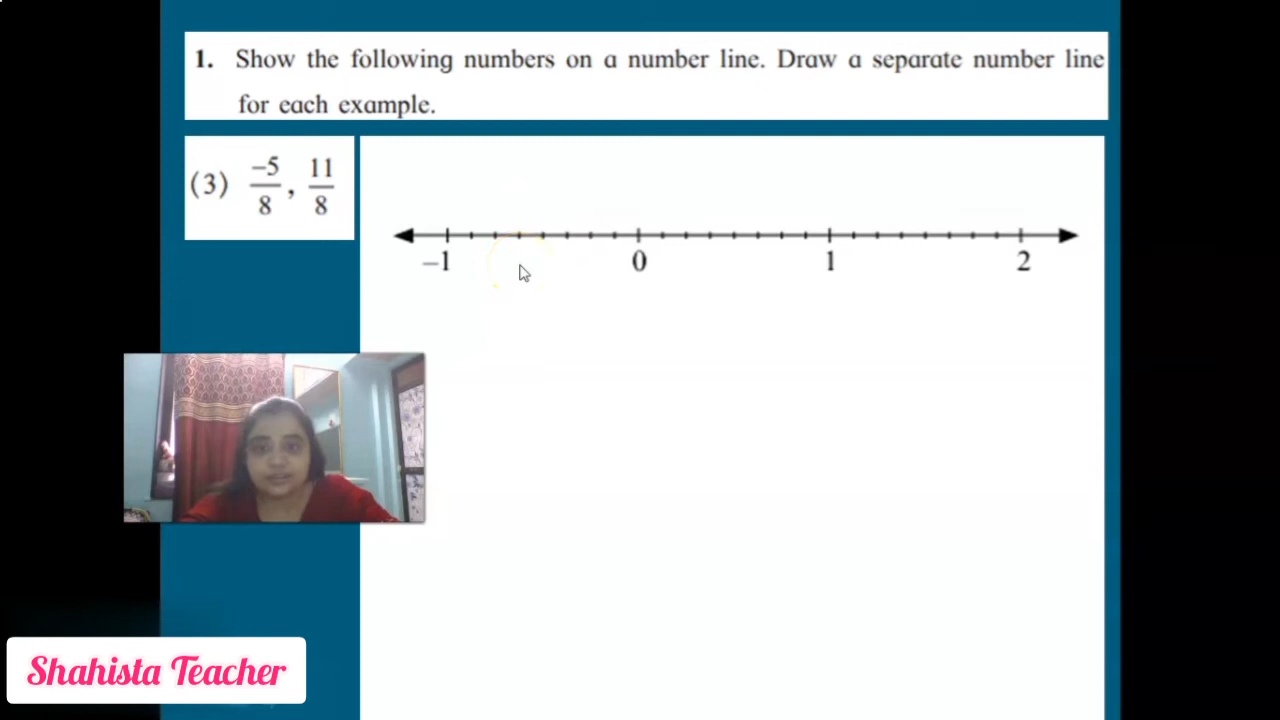 1. Show the following numbers on a number line. Draw a separate number line
for each example.
(3) –5/8, 11/8
–1 0 1 2
Shahista Teacher